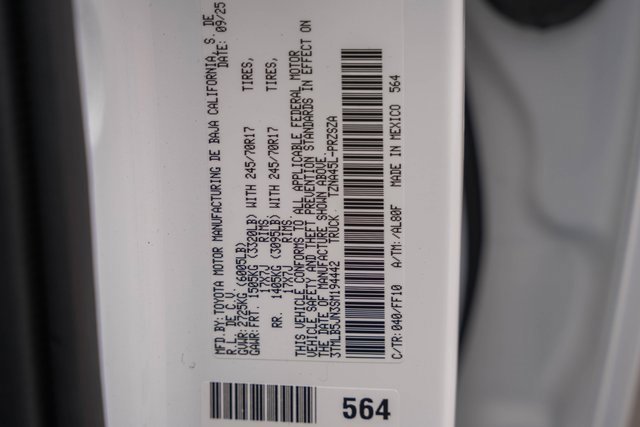 MFD. BY: TOYOTA MOTOR MANUFACTURING DE BAJA CALIFORNIA, S. DE
R. L. DE C. V. DATE: 09/25
GVWR: 2725KG (6005LB)
GAWR: FRT. 1505KG (3320LB) WITH 245/70R17 TIRES,
17X7J RIMS.
RR. 1405KG (3095LB) WITH 245/70R17 TIRES,
17X7J RIMS.
THIS VEHICLE CONFORMS TO ALL APPLICABLE FEDERAL MOTOR
VEHICLE SAFETY AND THEFT PREVENTION STANDARDS IN EFFECT ON
THE DATE OF MANUFACTURE SHOWN ABOVE.
3TMLB5JN3SM194442 TRUCK TZNA45L-PRZSZA
C/TR: 040/FF10 A/TM: /AL80F MADE IN MEXICO 564
564